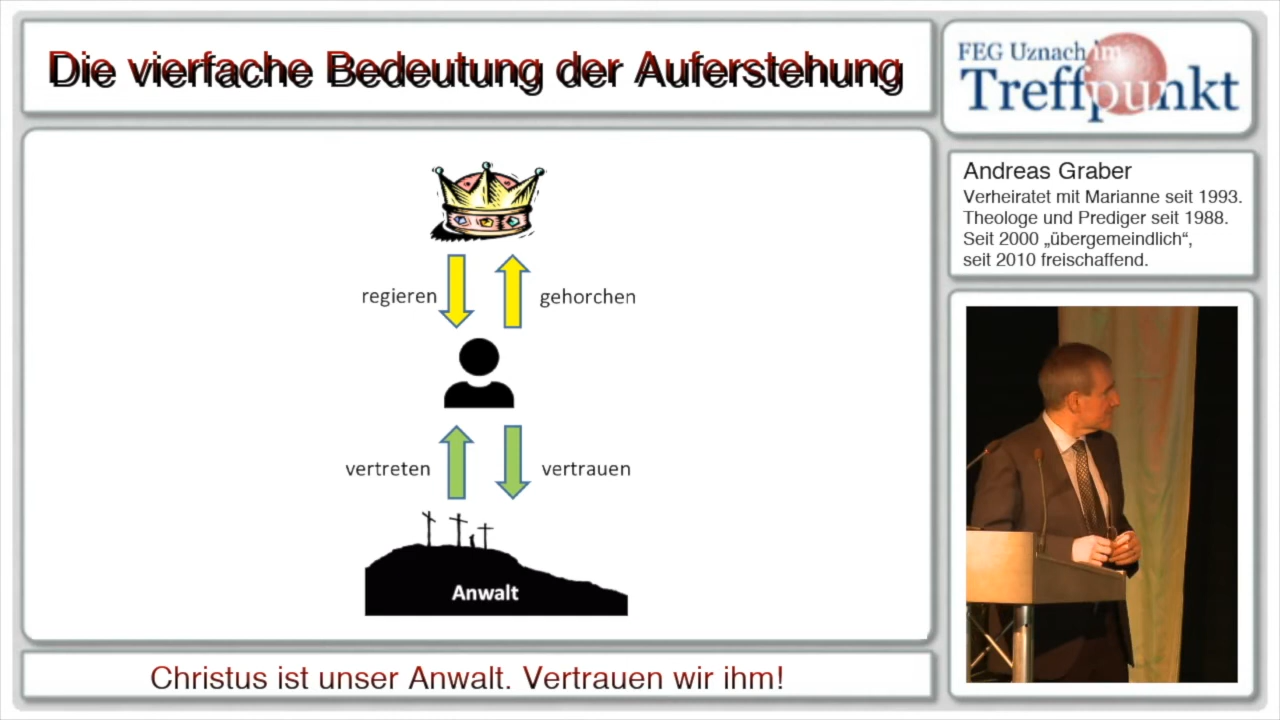 Die vierfache Bedeutung der Auferstehung
FEG Uznach im
Treffpunkt
Andreas Graber
Verheiratet mit Marianne seit 1993.
Theologe und Prediger seit 1988.
Seit 2000 „übergemeindlich“,
seit 2010 freischaffend.
regieren
gehorchen
vertreten
vertrauen
Anwalt
Christus ist unser Anwalt. Vertrauen wir ihm!